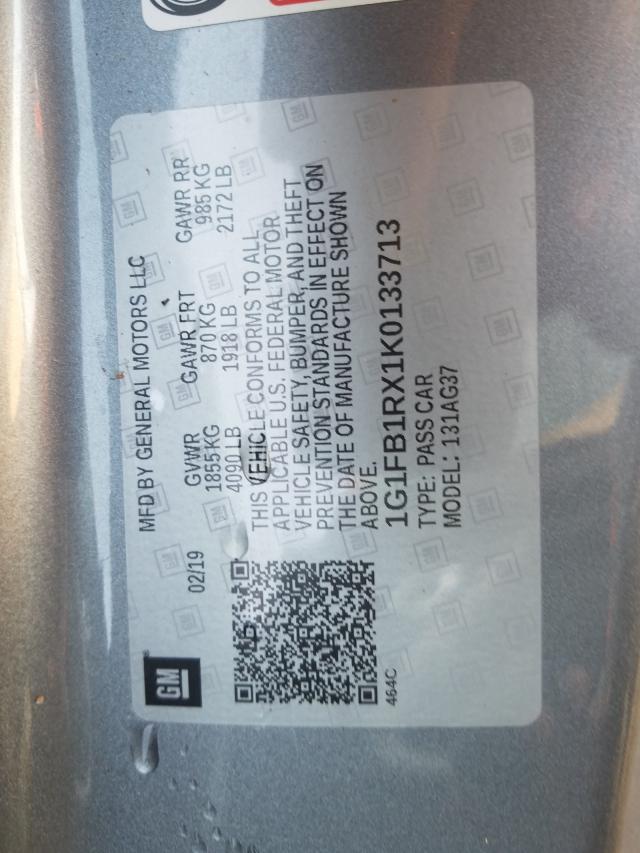 GM
MFD BY GENERAL MOTORS LLC
02/19
GVWR GAWR FRT GAWR RR
1855 KG 870 KG 985 KG
4090 LB 1918 LB 2172 LB
THIS VEHICLE CONFORMS TO ALL
APPLICABLE U.S. FEDERAL MOTOR
VEHICLE SAFETY, BUMPER, AND THEFT
PREVENTION STANDARDS IN EFFECT ON
THE DATE OF MANUFACTURE SHOWN
ABOVE.
1G1FB1RX1K0133713
TYPE: PASS CAR
MODEL: 131AG37
464C